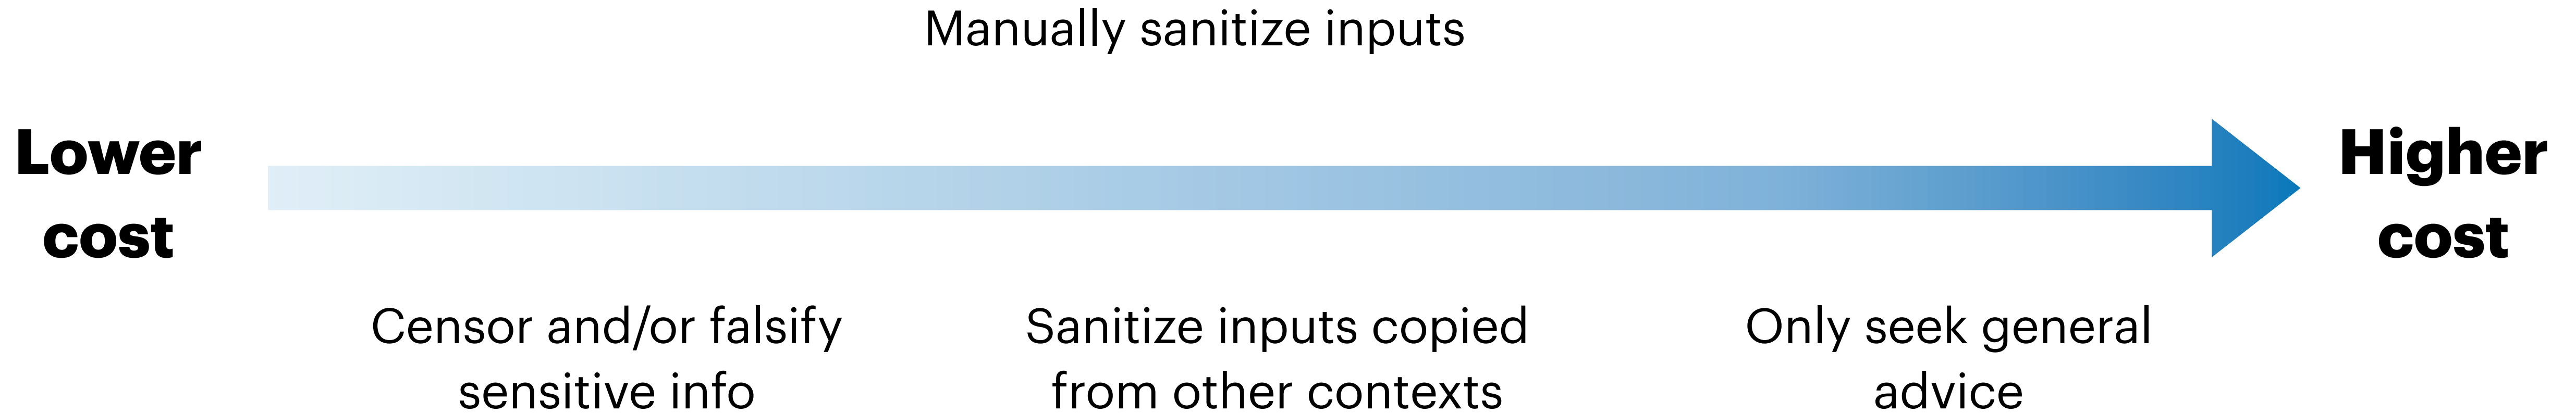 Manually sanitize inputs
Lower
cost
Higher
cost
Censor and/or falsify
sensitive info
Sanitize inputs copied
from other contexts
Only seek general
advice